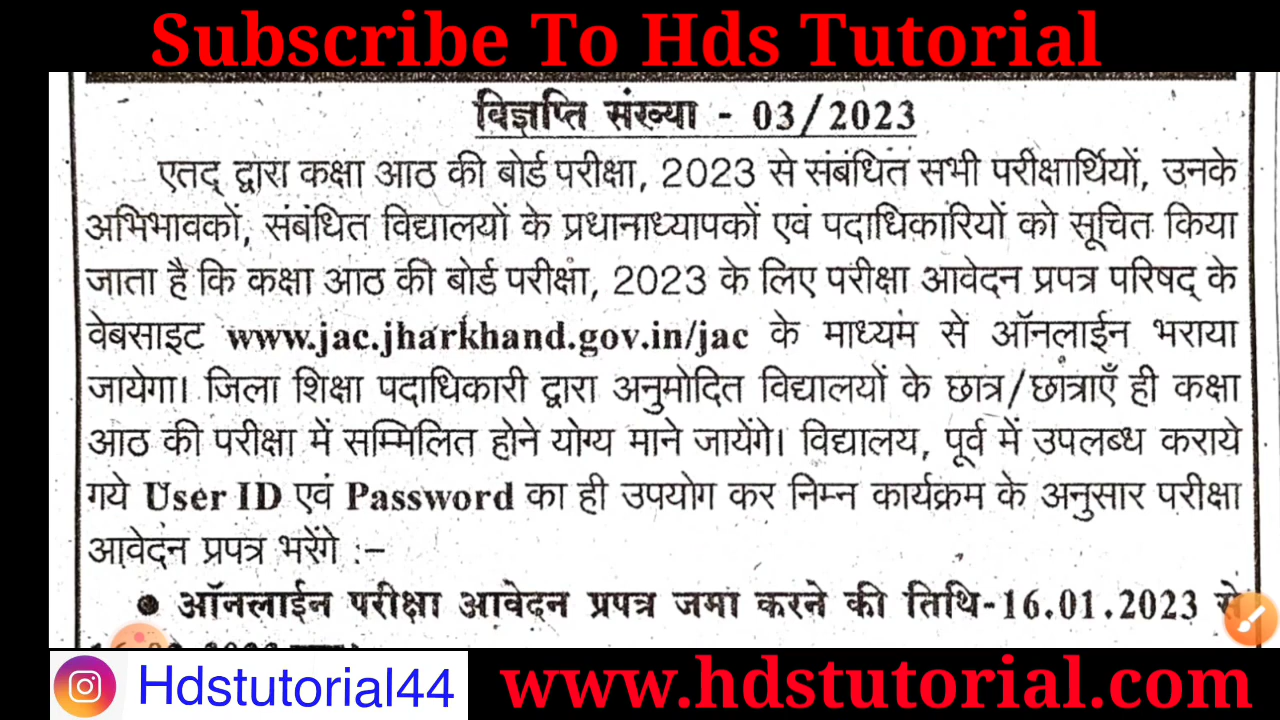 Subscribe To Hds Tutorial
विज्ञप्ति संख्या - 03/2023
एतद् द्वारा कक्षा आठ की बोर्ड परीक्षा, 2023 से संबंधित सभी परीक्षार्थियों, उनके
अभिभावकों, संबंधित विद्यालयों के प्रधानाध्यापकों एवं पदाधिकारियों को सूचित किया
जाता है कि कक्षा आठ की बोर्ड परीक्षा, 2023 के लिए परीक्षा आवेदन प्रपत्र परिषद् के
वेबसाइट www.jac.jharkhand.gov.in/jac के माध्यम से ऑनलाईन भराया
जायेगा। जिला शिक्षा पदाधिकारी द्वारा अनुमोदित विद्यालयों के छात्र/छात्राएँ ही कक्षा
आठ की परीक्षा में सम्मिलित होने योग्य माने जायेंगे। विद्यालय, पूर्व में उपलब्ध कराये
गये User ID एवं Password का ही उपयोग कर निम्न कार्यक्रम के अनुसार परीक्षा
आवेदन प्रपत्र भरेंगे :–
● ऑनलाईन परीक्षा आवेदन प्रपत्र जमा करने की तिथि-16.01.2023 से
Hdstutorial44
www.hdstutorial.com